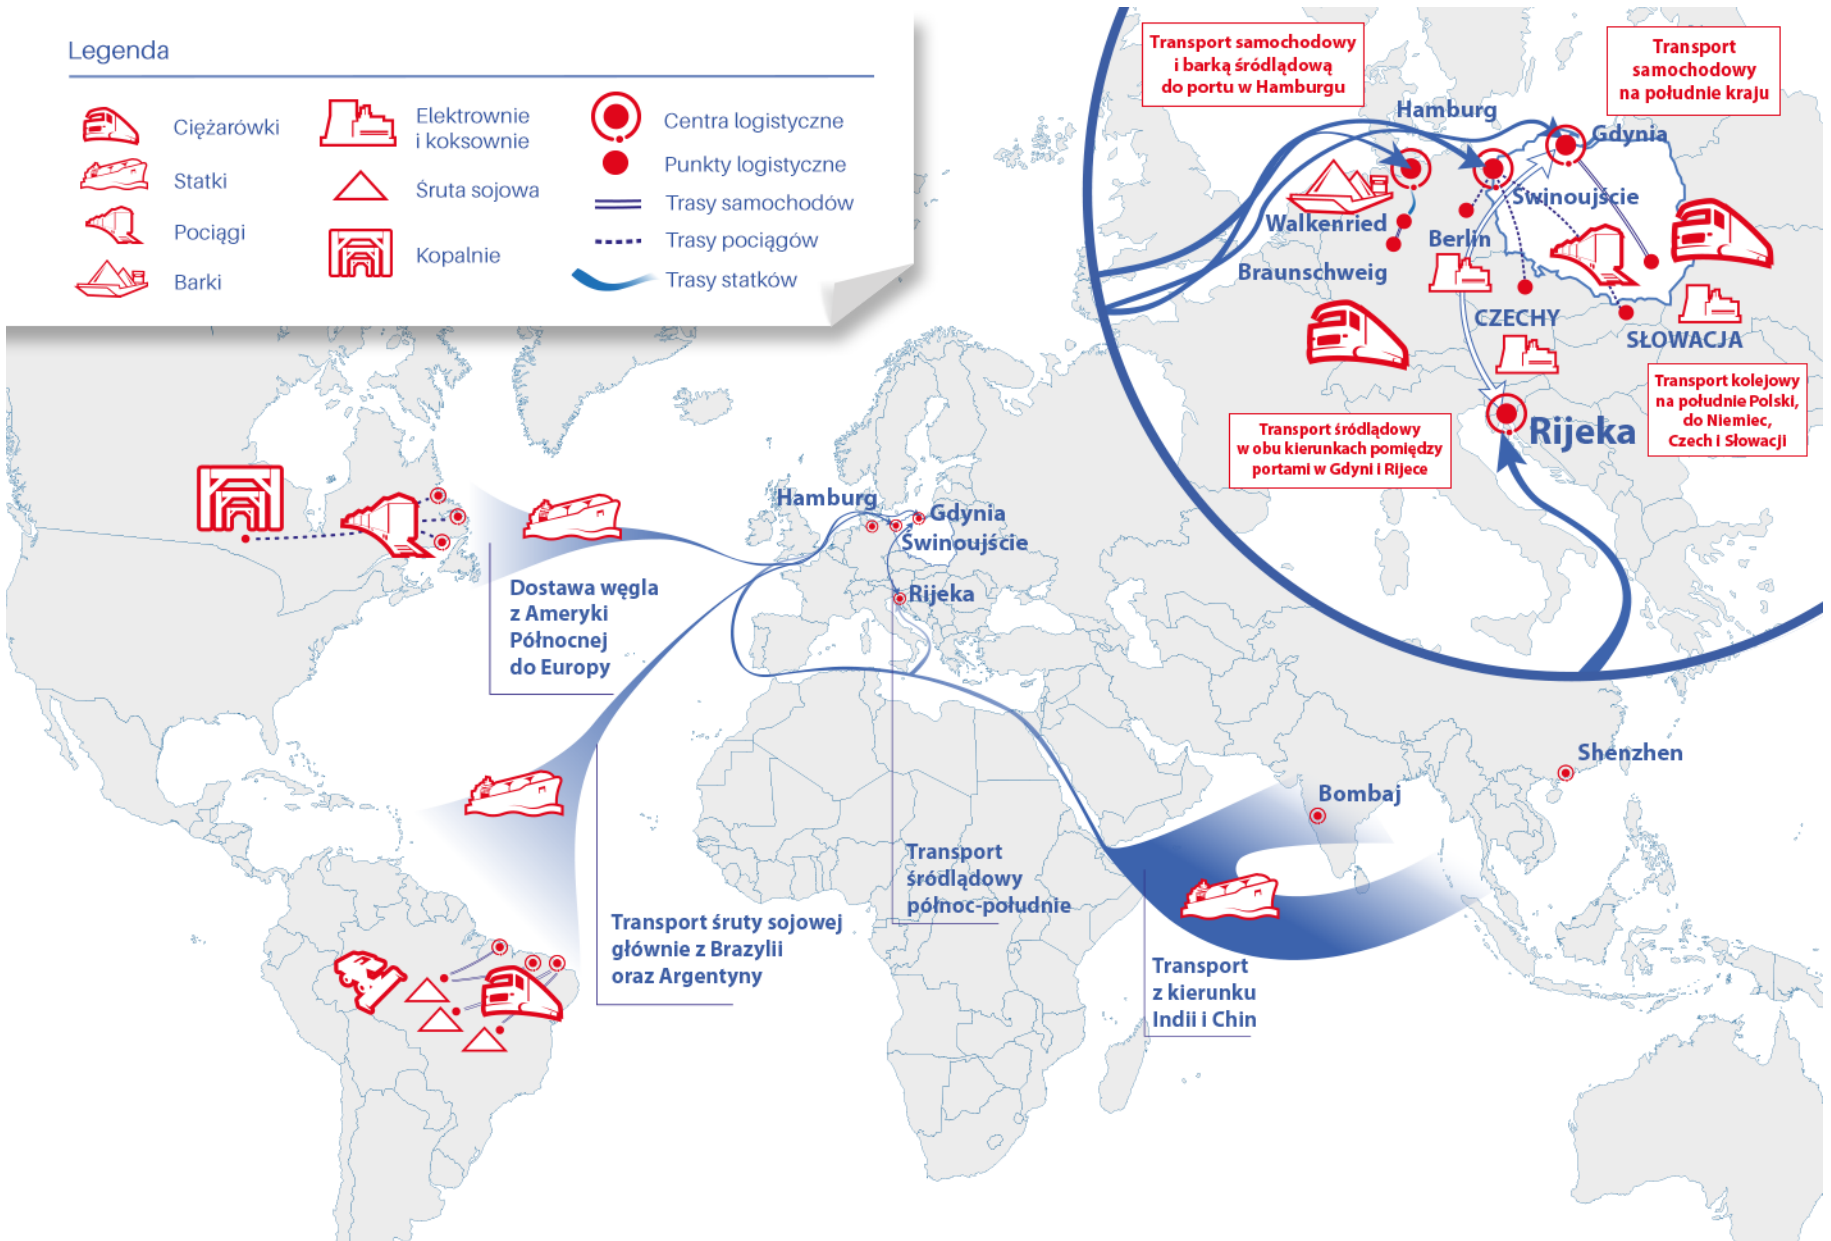 Legenda
Ciężarówki
Statki
Pociągi
Barki
Elektrownie
i koksownie
Śruta sojowa
Kopalnie
Centra logistyczne
Punkty logistyczne
Trasy samochodów
Trasy pociągów
Trasy statków
Transport samochodowy
i barką śródlądową
do portu w Hamburgu
Transport
samochodowy
na południe kraju
Hamburg
Gdynia
Świnoujście
Walkenried
Berlin
Braunschweig
CZECHY
SŁOWACJA
Transport kolejowy
na południe Polski,
do Niemiec,
Czech i Słowacji
Rijeka
Transport śródlądowy
w obu kierunkach pomiędzy
portami w Gdyni i Rijece
Hamburg
Gdynia
Świnoujście
Rijeka
Dostawa węgla
z Ameryki
Północnej
do Europy
Shenzhen
Bombaj
Transport
śródlądowy
północ-południe
Transport śruty sojowej
głównie z Brazylii
oraz Argentyny
Transport
z kierunku
Indii i Chin